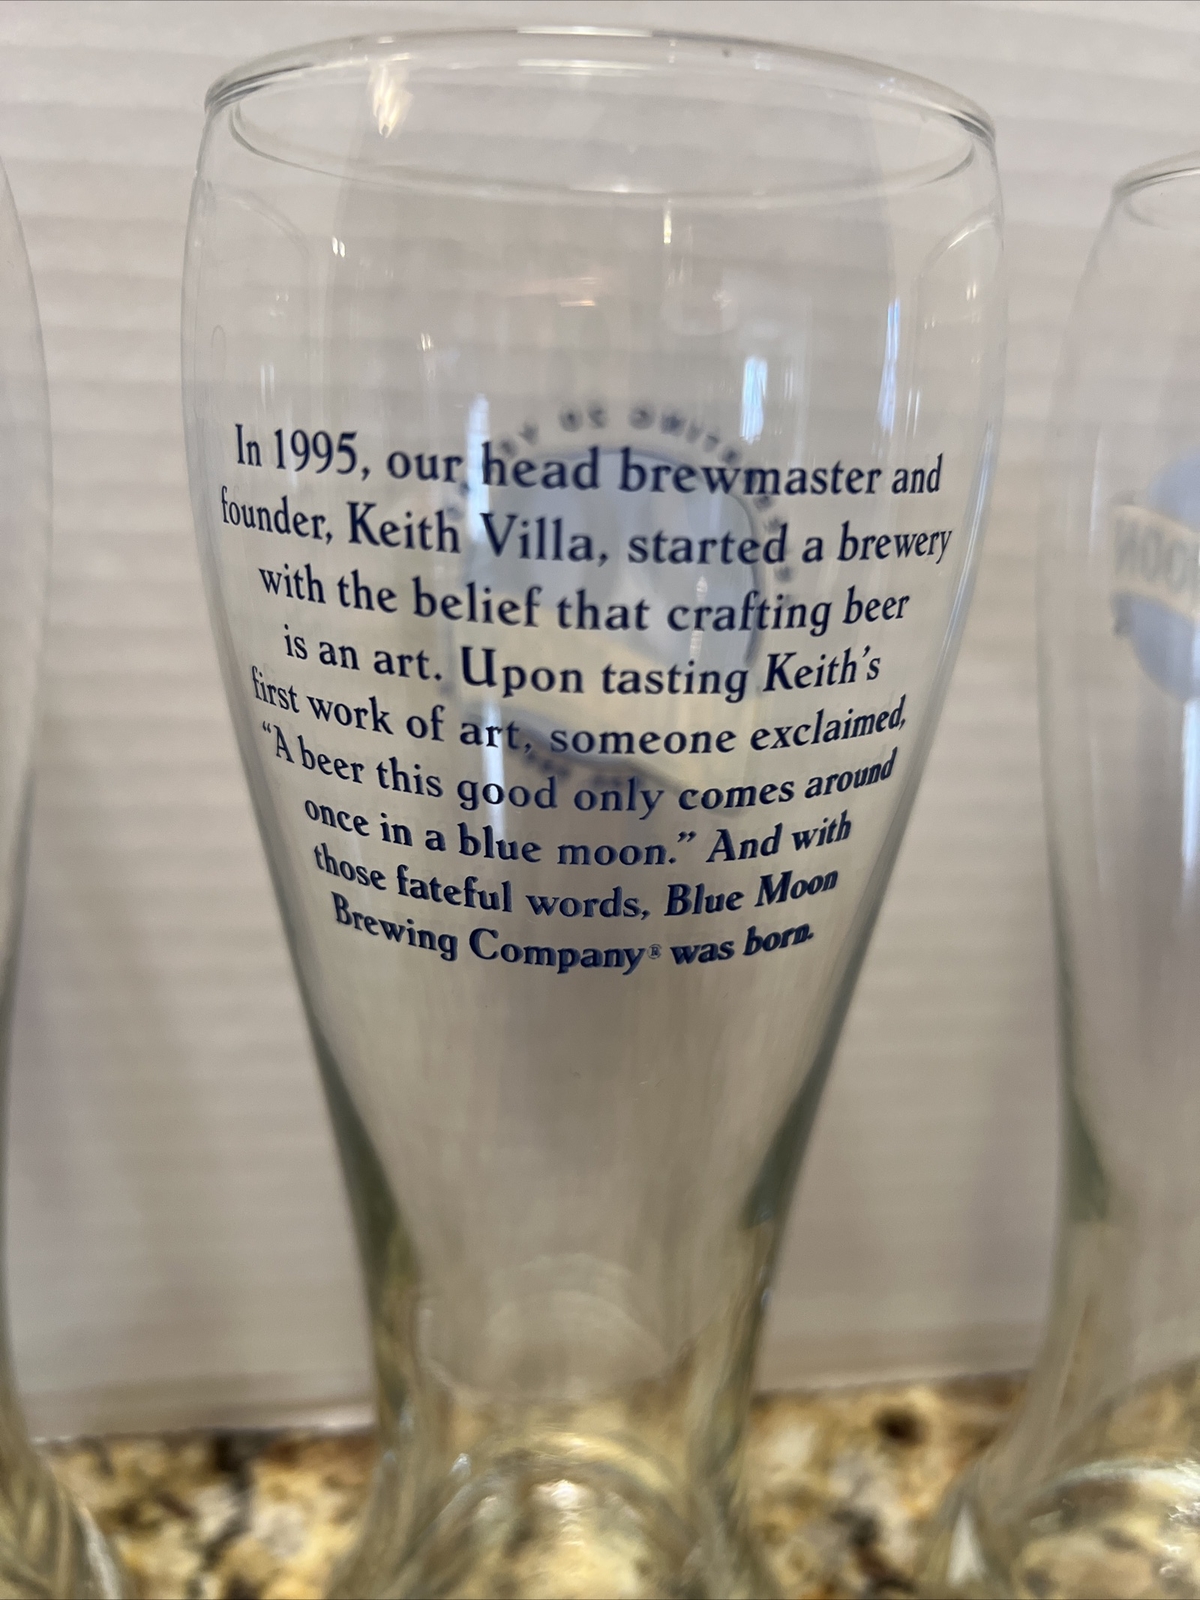 In 1995, our head brewmaster and
founder, Keith Villa, started a brewery
with the belief that crafting beer
is an art. Upon tasting Keith's
first work of art, someone exclaimed,
“A beer this good only comes around
once in a blue moon.” And with
those fateful words, Blue Moon
Brewing Company® was born.